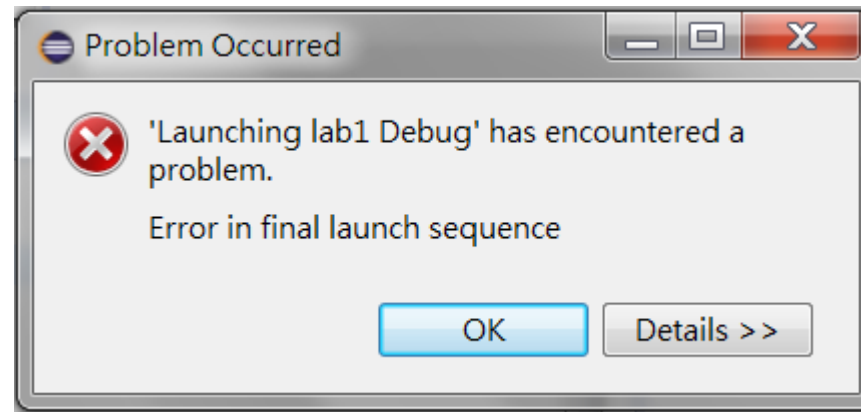 Problem Occurred
'Launching lab1 Debug' has encountered a
problem.
Error in final launch sequence
OK
Details >>